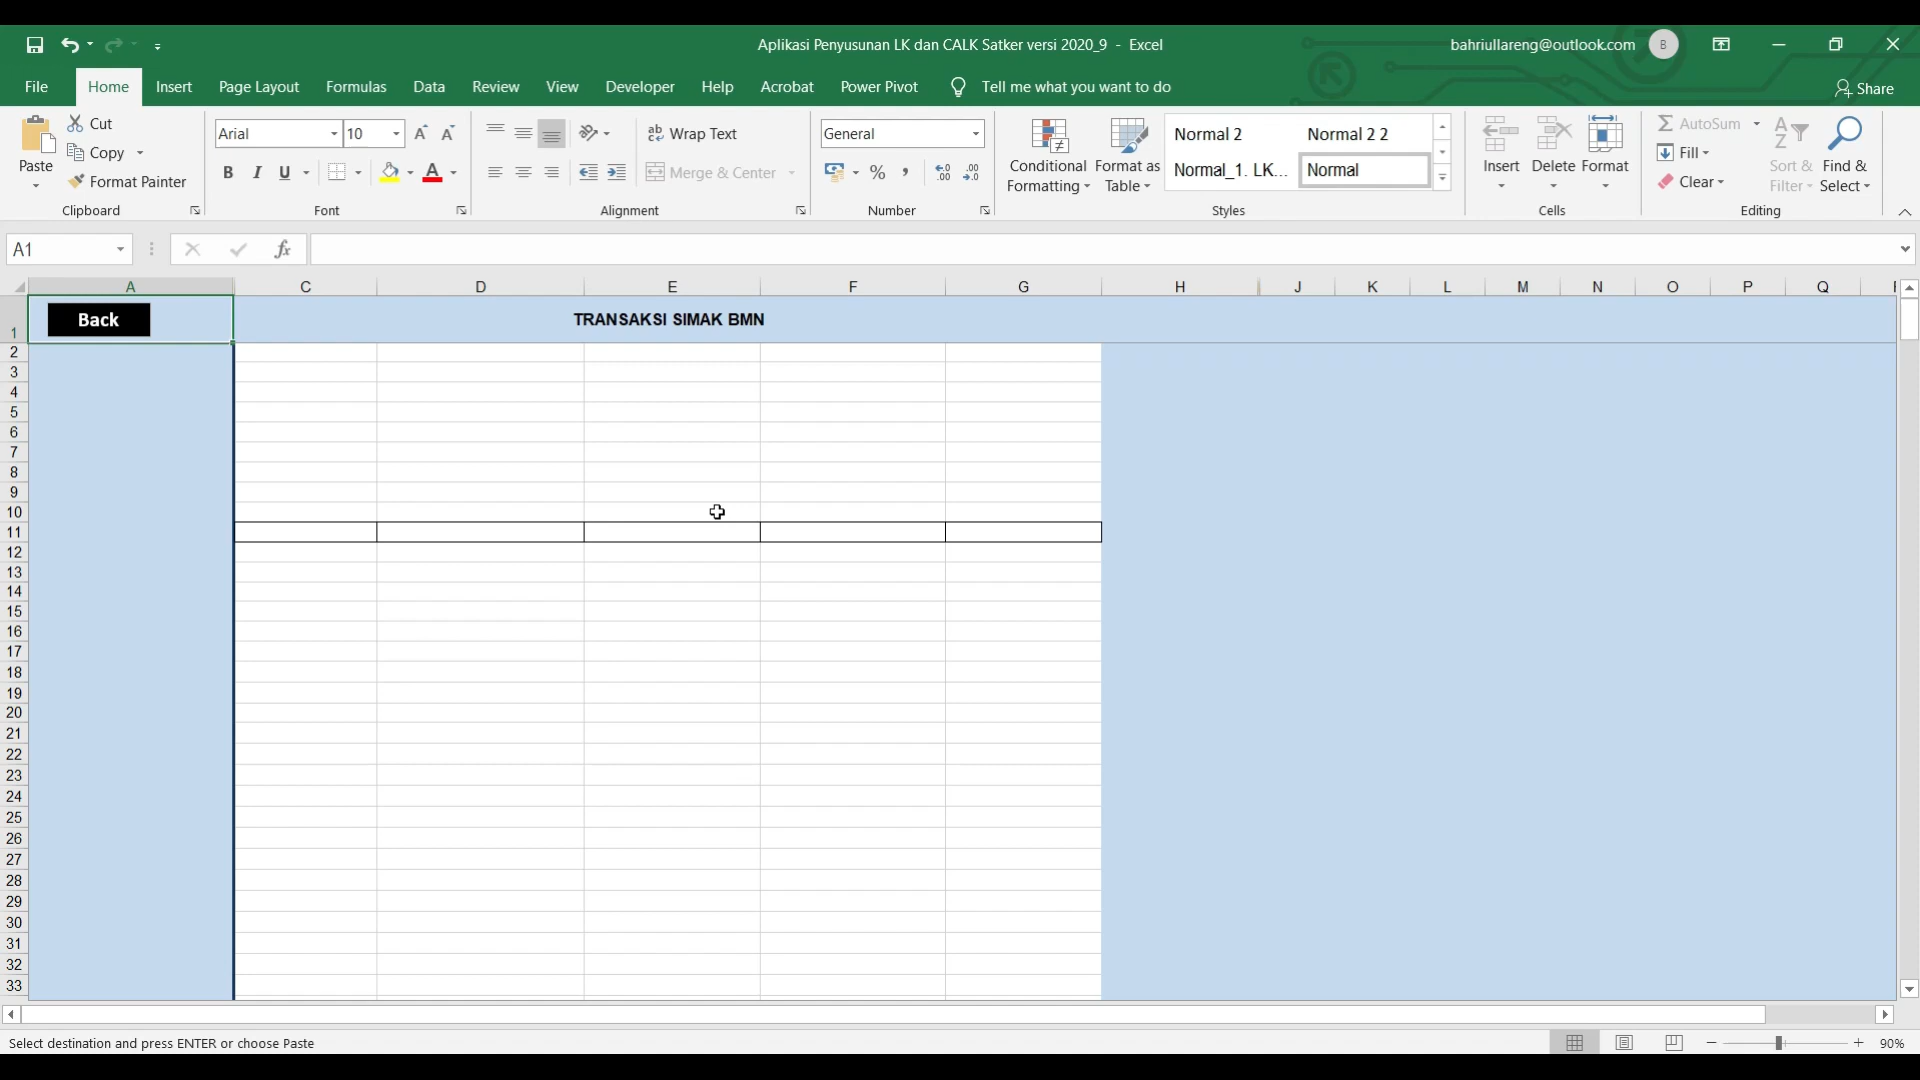 Aplikasi Penyusunan LK dan CALK Satker versi 2020_9 - Excel
bahriullareng@outlook.com B
File Home Insert Page Layout Formulas Data Review View Developer Help Acrobat Power Pivot Tell me what you want to do Share
Paste
Cut
Copy
Format Painter
Clipboard
Arial 10
B I U A
Font
Wrap Text
Merge & Center
Alignment
General
%
Number
Conditional Formatting
Format as Table
Normal 2 Normal 2 2
Normal_1. LK... Normal
Styles
Insert Delete Format
Cells
AutoSum
Fill
Clear
Sort & Filter
Find & Select
Editing
A1 fx
A C D E F G H J K L M N O P Q
1 Back TRANSAKSI SIMAK BMN
2
3
4
5
6
7
8
9
10
11
12
13
14
15
16
17
18
19
20
21
22
23
24
25
26
27
28
29
30
31
32
33
Select destination and press ENTER or choose Paste 90%